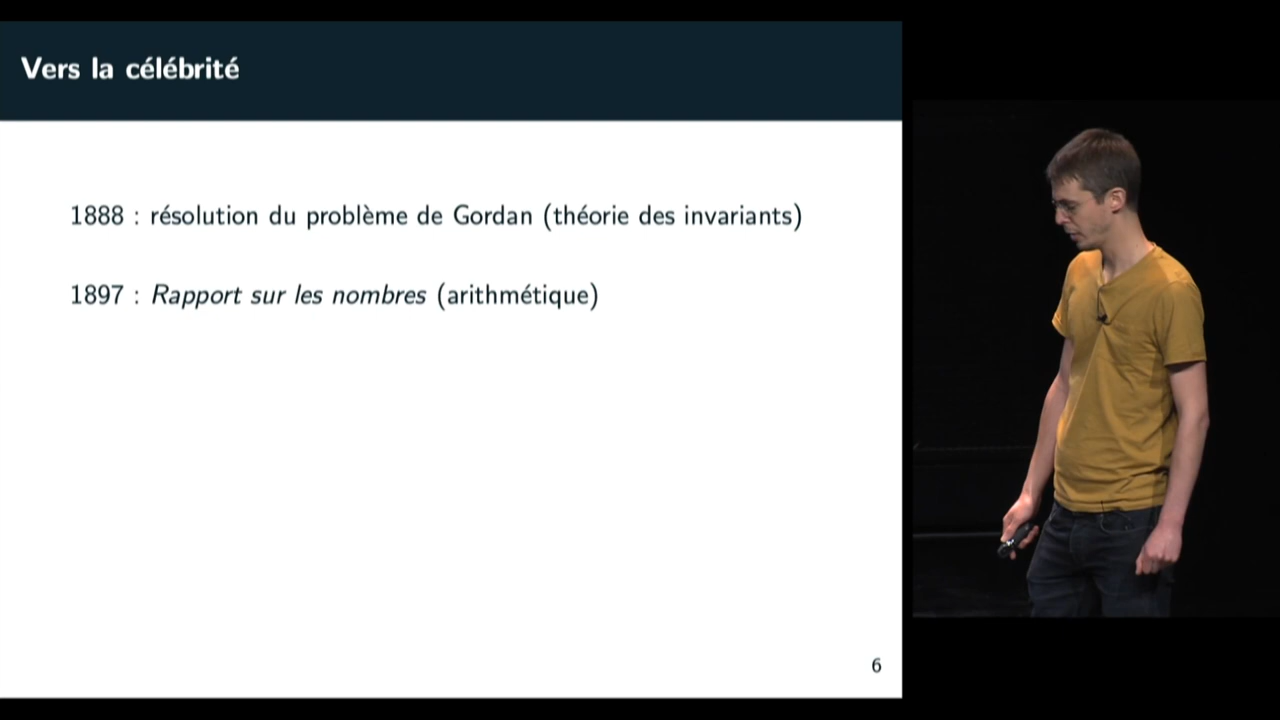 Vers la célébrité
1888 : résolution du problème de Gordan (théorie des invariants)
1897 : Rapport sur les nombres (arithmétique)
6